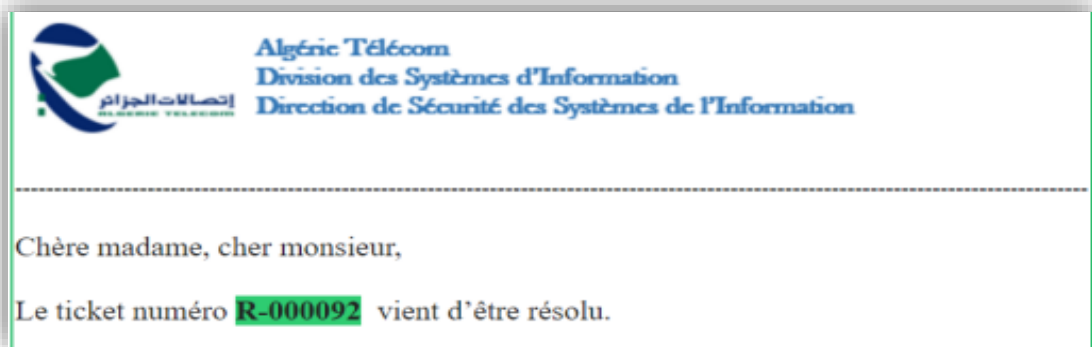 Algérie Télécom
Division des Systèmes d'Information
Direction de Sécurité des Systèmes de l'Information
إتصالات الجزائر
ALGERIE TELECOM
Chère madame, cher monsieur,
Le ticket numéro R-000092 vient d'être résolu.